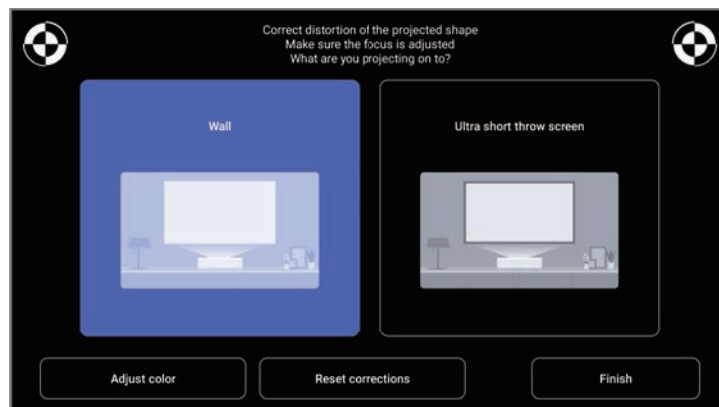 Correct distortion of the projected shape
Make sure the focus is adjusted
What are you projecting on to?
Wall
Ultra short throw screen
Adjust color
Reset corrections
Finish